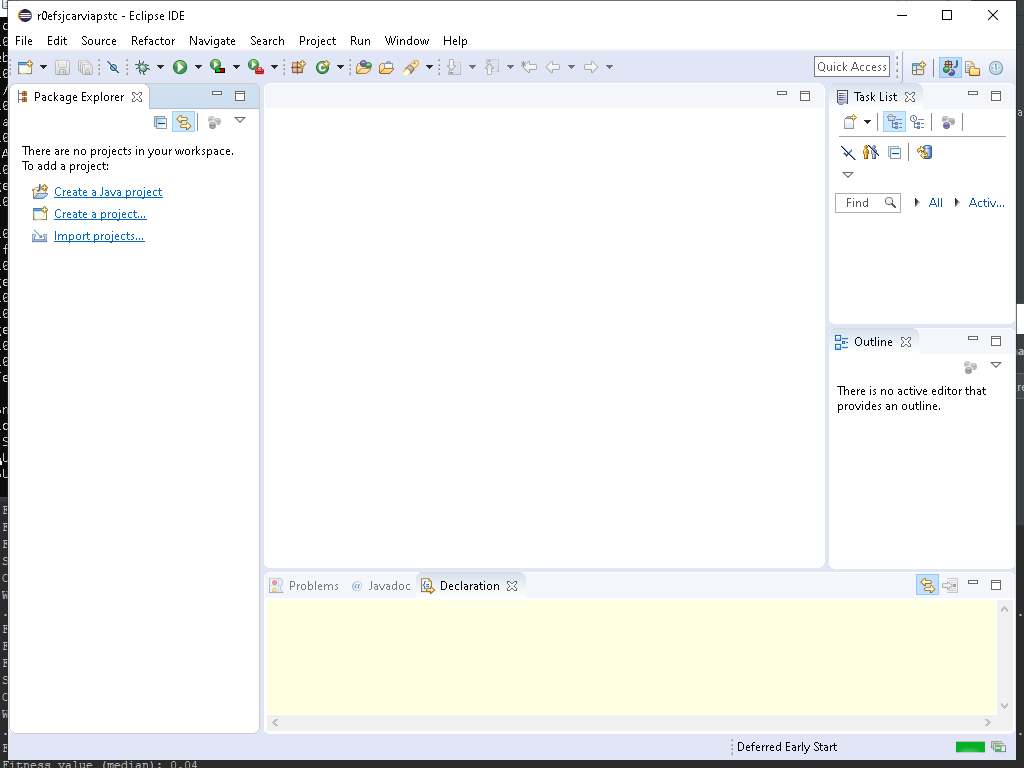 r0efsjcarviapstc - Eclipse IDE
File Edit Source Refactor Navigate Search Project Run Window Help
Quick Access
Package Explorer
Task List
There are no projects in your workspace.
To add a project:
Create a Java project
Create a project...
Import projects...
Find All Activ...
Outline
There is no active editor that
provides an outline.
Problems @ Javadoc Declaration
Deferred Early Start
Fitness value (median): 0.04